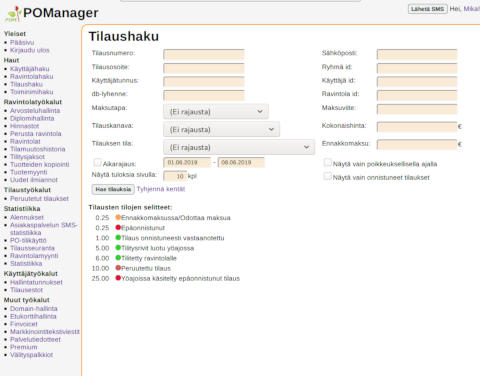 POManager
Lähetä SMS Hei, Mika!
Yleiset
Pääsivu
Kirjaudu ulos
Haut
Käyttäjähaku
Ravintolahaku
Tilaushaku
Toiminimihaku
Ravintolatyökalut
Arvosteluhallinta
Diplomihallinta
Hinnastot
Perusta ravintola
Ravintolat
Tilamuutoshistoria
Tilitysjaksot
Tuotteiden kopiointi
Tuotemyynti
Uudet ilmiannot
Tilaustyökalut
Peruutetut tilaukset
Statistiikka
Alennukset
Asiakaspalvelun SMS-
statistiikka
PO-tilikäyttö
Tilausseuranta
Ravintolamyynti
Statistiikka
Käyttäjätyökalut
Hallintatunnukset
Tilausestot
Muut työkalut
Domain-hallinta
Etukorttihallinta
Finvoicet
Markkinointitekstiviestit
Palvelutiedotteet
Premium
Välityspalkkiot
Tilaushaku
Tilausnumero: Sähköposti:
Tilausosoite: Ryhmä id:
Käyttäjätunnus: Käyttäjä id:
db-lyhenne: Ravintola id:
Maksutapa: (Ei rajausta) Maksuviite:
Tilauskanava: (Ei rajausta) Kokonaishinta: €
Tilauksen tila: (Ei rajausta) Ennakkomaksu: €
Aikarajaus: 01.06.2019 - 08.06.2019 Näytä vain poikkeuksellisella ajalla
Näytä tuloksia sivulla: 10 kpl Näytä vain onnistuneet tilaukset
Hae tilauksia Tyhjennä kentät
Tilausten tilojen selitteet:
0.25 Ennakkomaksussa/Odottaa maksua
0.25 Epäonnistunut
1.00 Tilaus onnistuneesti vastaanotettu
5.00 Tilitysrivit luotu yöajossa
6.00 Tilitetty ravintolalle
10.00 Peruutettu tilaus
25.00 Yöajoissa käsitelty epäonnistunut tilaus